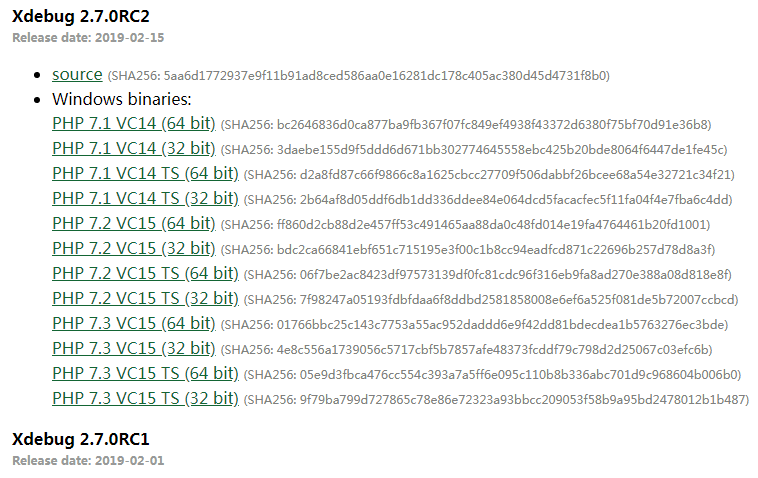 Xdebug 2.7.0RC2
Release date: 2019-02-15
• source (SHA256: 5aa6d1772937e9f11b91ad8ced586aa0e16281dc178c405ac380d45d4731f8b0)
• Windows binaries:
PHP 7.1 VC14 (64 bit) (SHA256: bc2646836d0ca877ba9fb367f07fc849ef4938f43372d6380f75bf70d91e36b8)
PHP 7.1 VC14 (32 bit) (SHA256: 3daebe155d9f5ddd6d671bb302774645558ebc425b20bde8064f6447de1fe45c)
PHP 7.1 VC14 TS (64 bit) (SHA256: d2a8fd87c66f9866c8a1625cbcc27709f506dabbf26bcee68a54e32721c34f21)
PHP 7.1 VC14 TS (32 bit) (SHA256: 2b64af8d05ddf6db1dd336ddee84e064dcd5facacfec5f11fa04f4e7fba6c4dd)
PHP 7.2 VC15 (64 bit) (SHA256: ff860d2cb88d2e457ff53c491465aa88da0c48fd014e19fa4764461b20fd1001)
PHP 7.2 VC15 (32 bit) (SHA256: bdc2ca66841ebf651c715195e3f00c1b8cc94eadfcd871c22696b257d78d8a3f)
PHP 7.2 VC15 TS (64 bit) (SHA256: 06f7be2ac8423df97573139df0fc81cdc96f316eb9fa8ad270e388a08d818e8f)
PHP 7.2 VC15 TS (32 bit) (SHA256: 7f98247a05193fdbfdaa6f8ddbd2581858008e6ef6a525f081de5b72007ccbcd)
PHP 7.3 VC15 (64 bit) (SHA256: 01766bbc25c143c7753a55ac952daddd6e9f42dd81bdecdea1b5763276ec3bde)
PHP 7.3 VC15 (32 bit) (SHA256: 4e8c556a1739056c5717cbf5b7857afe48373fcddf79c798d2d25067c03efc6b)
PHP 7.3 VC15 TS (64 bit) (SHA256: 05e9d3fbca476cc554c393a7a5ff6e095c110b8b336abc701d9c968604b006b0)
PHP 7.3 VC15 TS (32 bit) (SHA256: 9f79ba799d727865c78e86e72323a93bbcc209053f58b9a95bd2478012b1b487)
Xdebug 2.7.0RC1
Release date: 2019-02-01